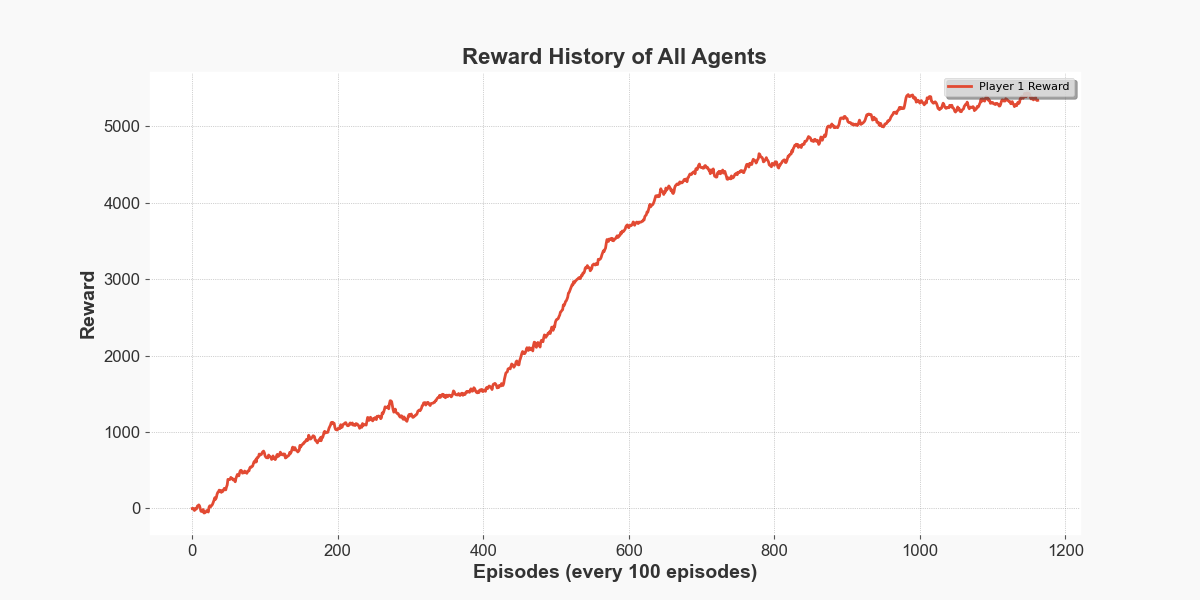 Reward History of All Agents
Player 1 Reward
5000
4000
3000
2000
1000
0
Reward
0 200 400 600 800 1000 1200
Episodes (every 100 episodes)